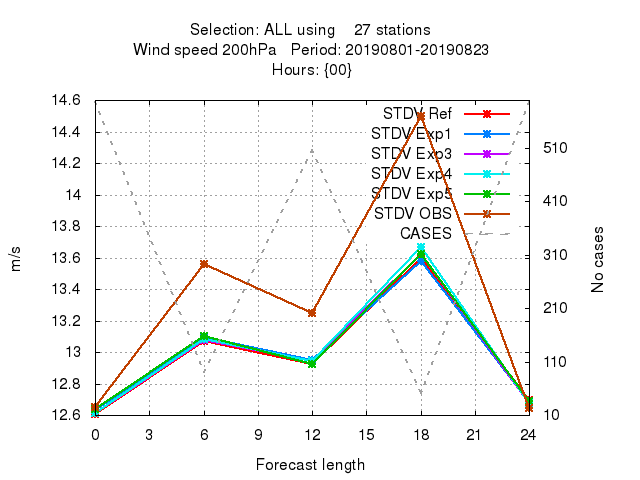 Selection: ALL using 27 stations
Wind speed 200hPa Period: 20190801-20190823
Hours: {00}
14.6
14.4
14.2
14
13.8
13.6
13.4
13.2
13
12.8
12.6
m/s
STDV Ref
STDV Exp1
STDV Exp3
STDV Exp4
STDV Exp5
STDV OBS
CASES
510
410
310
210
110
10
No cases
0 3 6 9 12 15 18 21 24
Forecast length